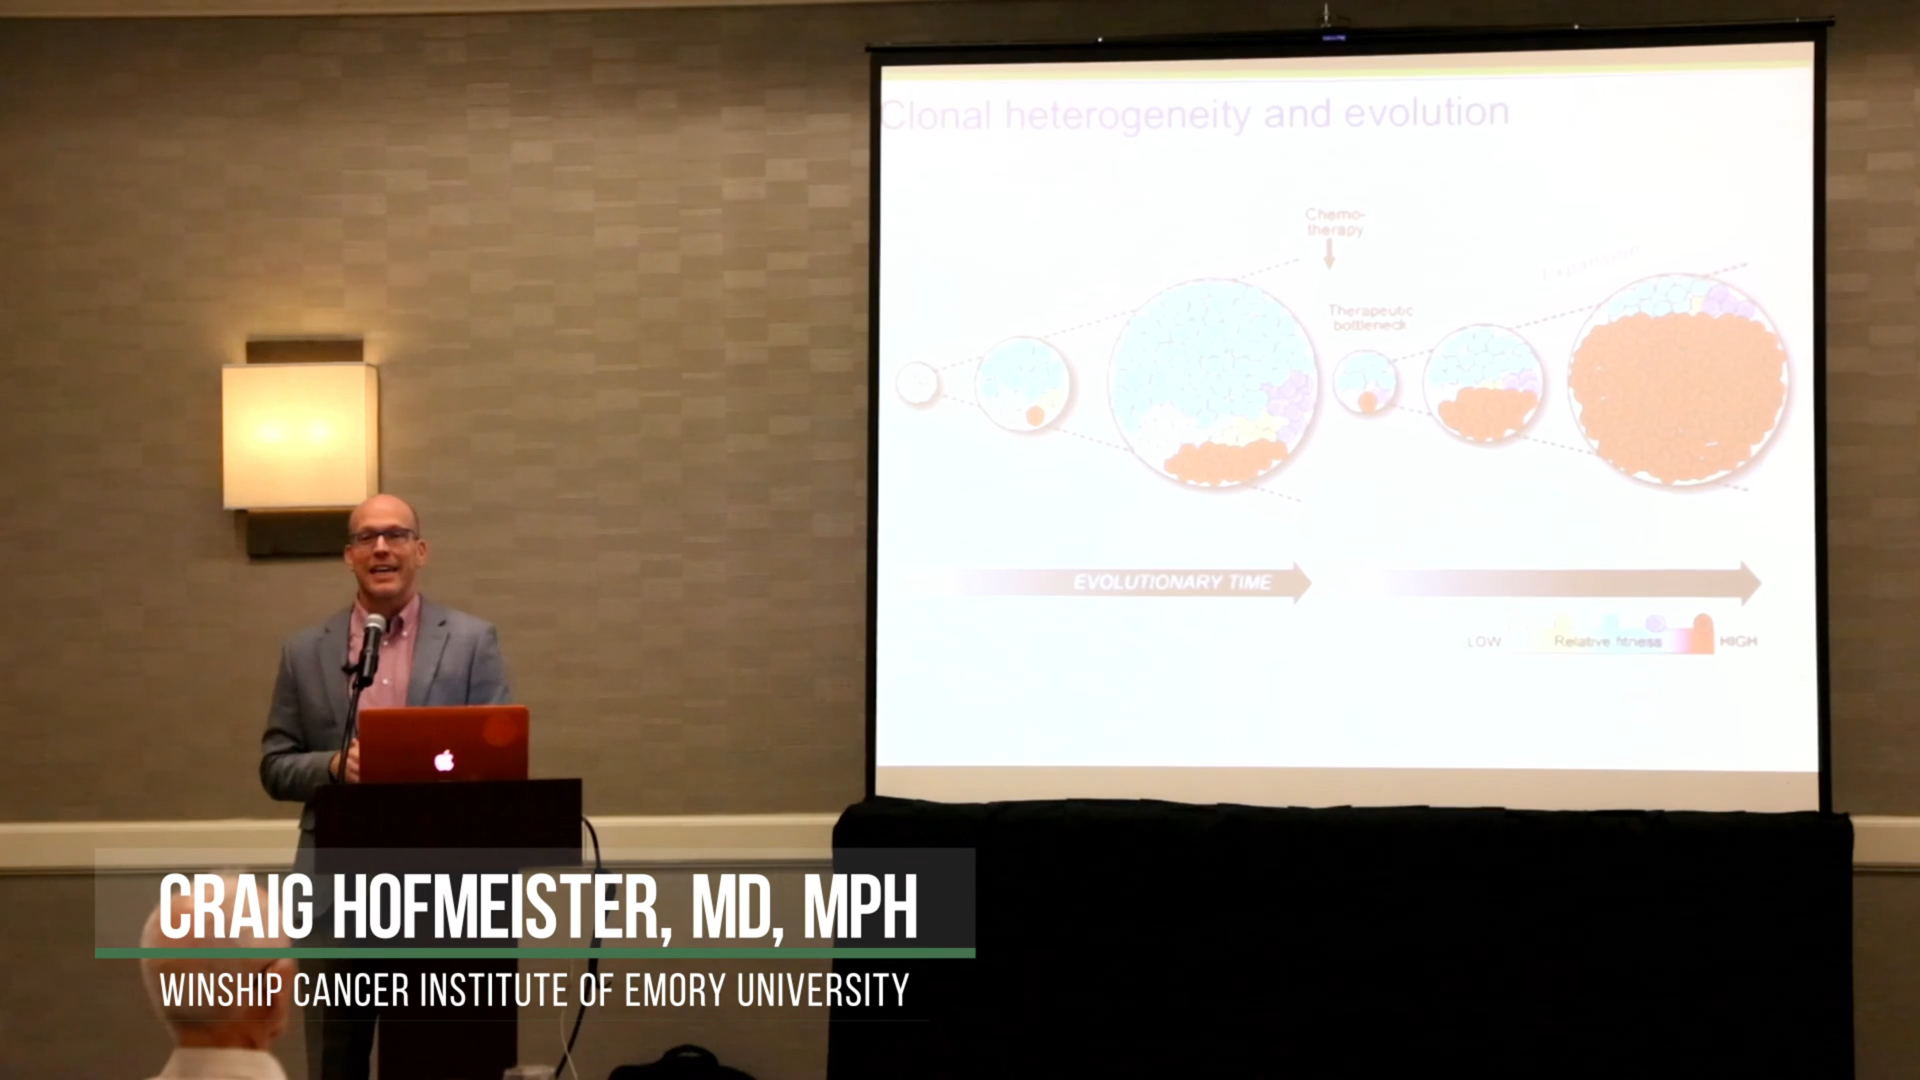 Clonal heterogeneity and evolution
Chemo-
therapy
Expansion
Therapeutic
bottleneck
EVOLUTIONARY TIME
LOW
Relative fitness
HIGH
CRAIG HOFMEISTER, MD, MPH
WINSHIP CANCER INSTITUTE OF EMORY UNIVERSITY